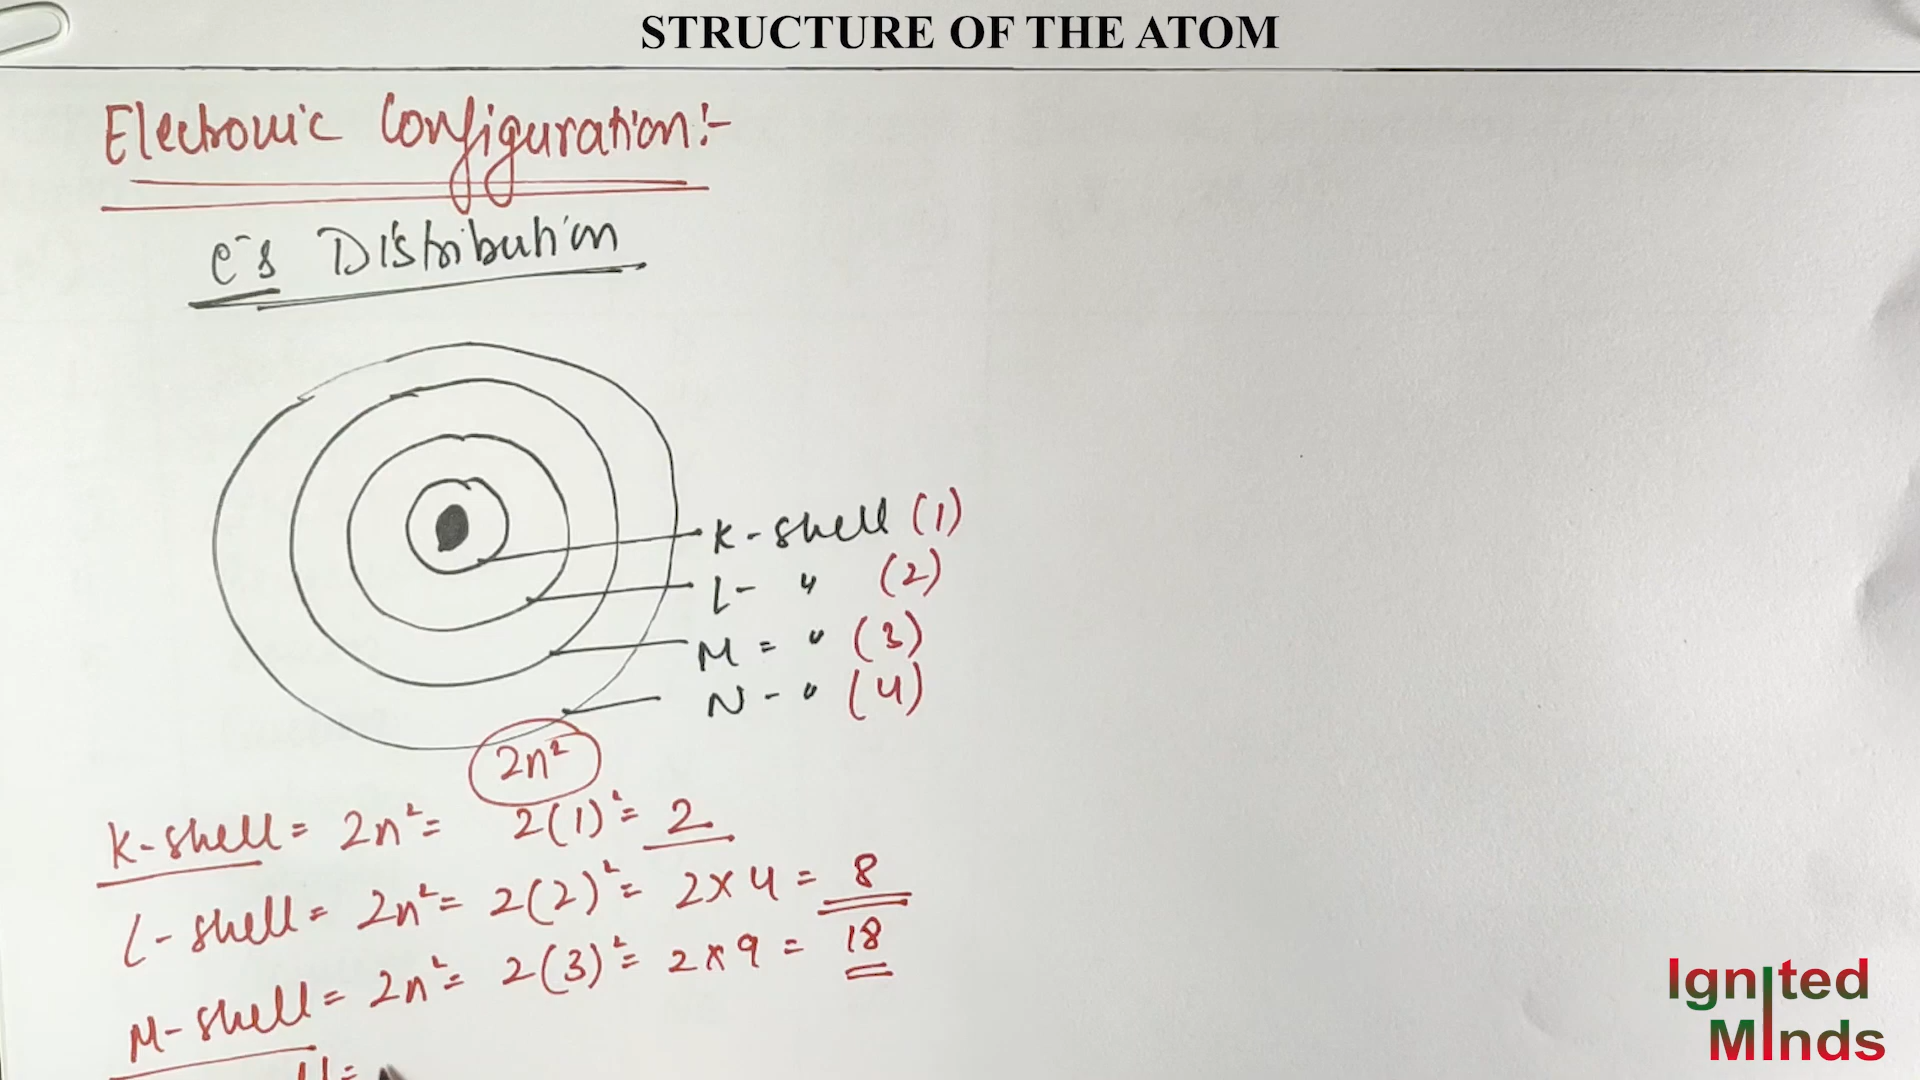 STRUCTURE OF THE ATOM
Electronic Configuration:-
e⁻s Distribution
K - shell (1)
L - " (2)
M = " (3)
N - " (4)
2n²
K-shell = 2n² = 2(1)² = 2
L-shell = 2n² = 2(2)² = 2×4 = 8
M-shell = 2n² = 2(3)² = 2×9 = 18
Ignited
Minds